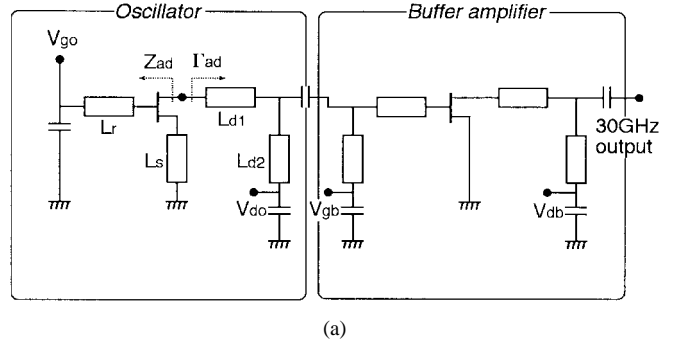 Oscillator
Buffer amplifier
Vgo
Zad
Γad
Lr
Ld1
Ls
Ld2
Vdo
Vgb
Vdb
30GHz
output
(a)